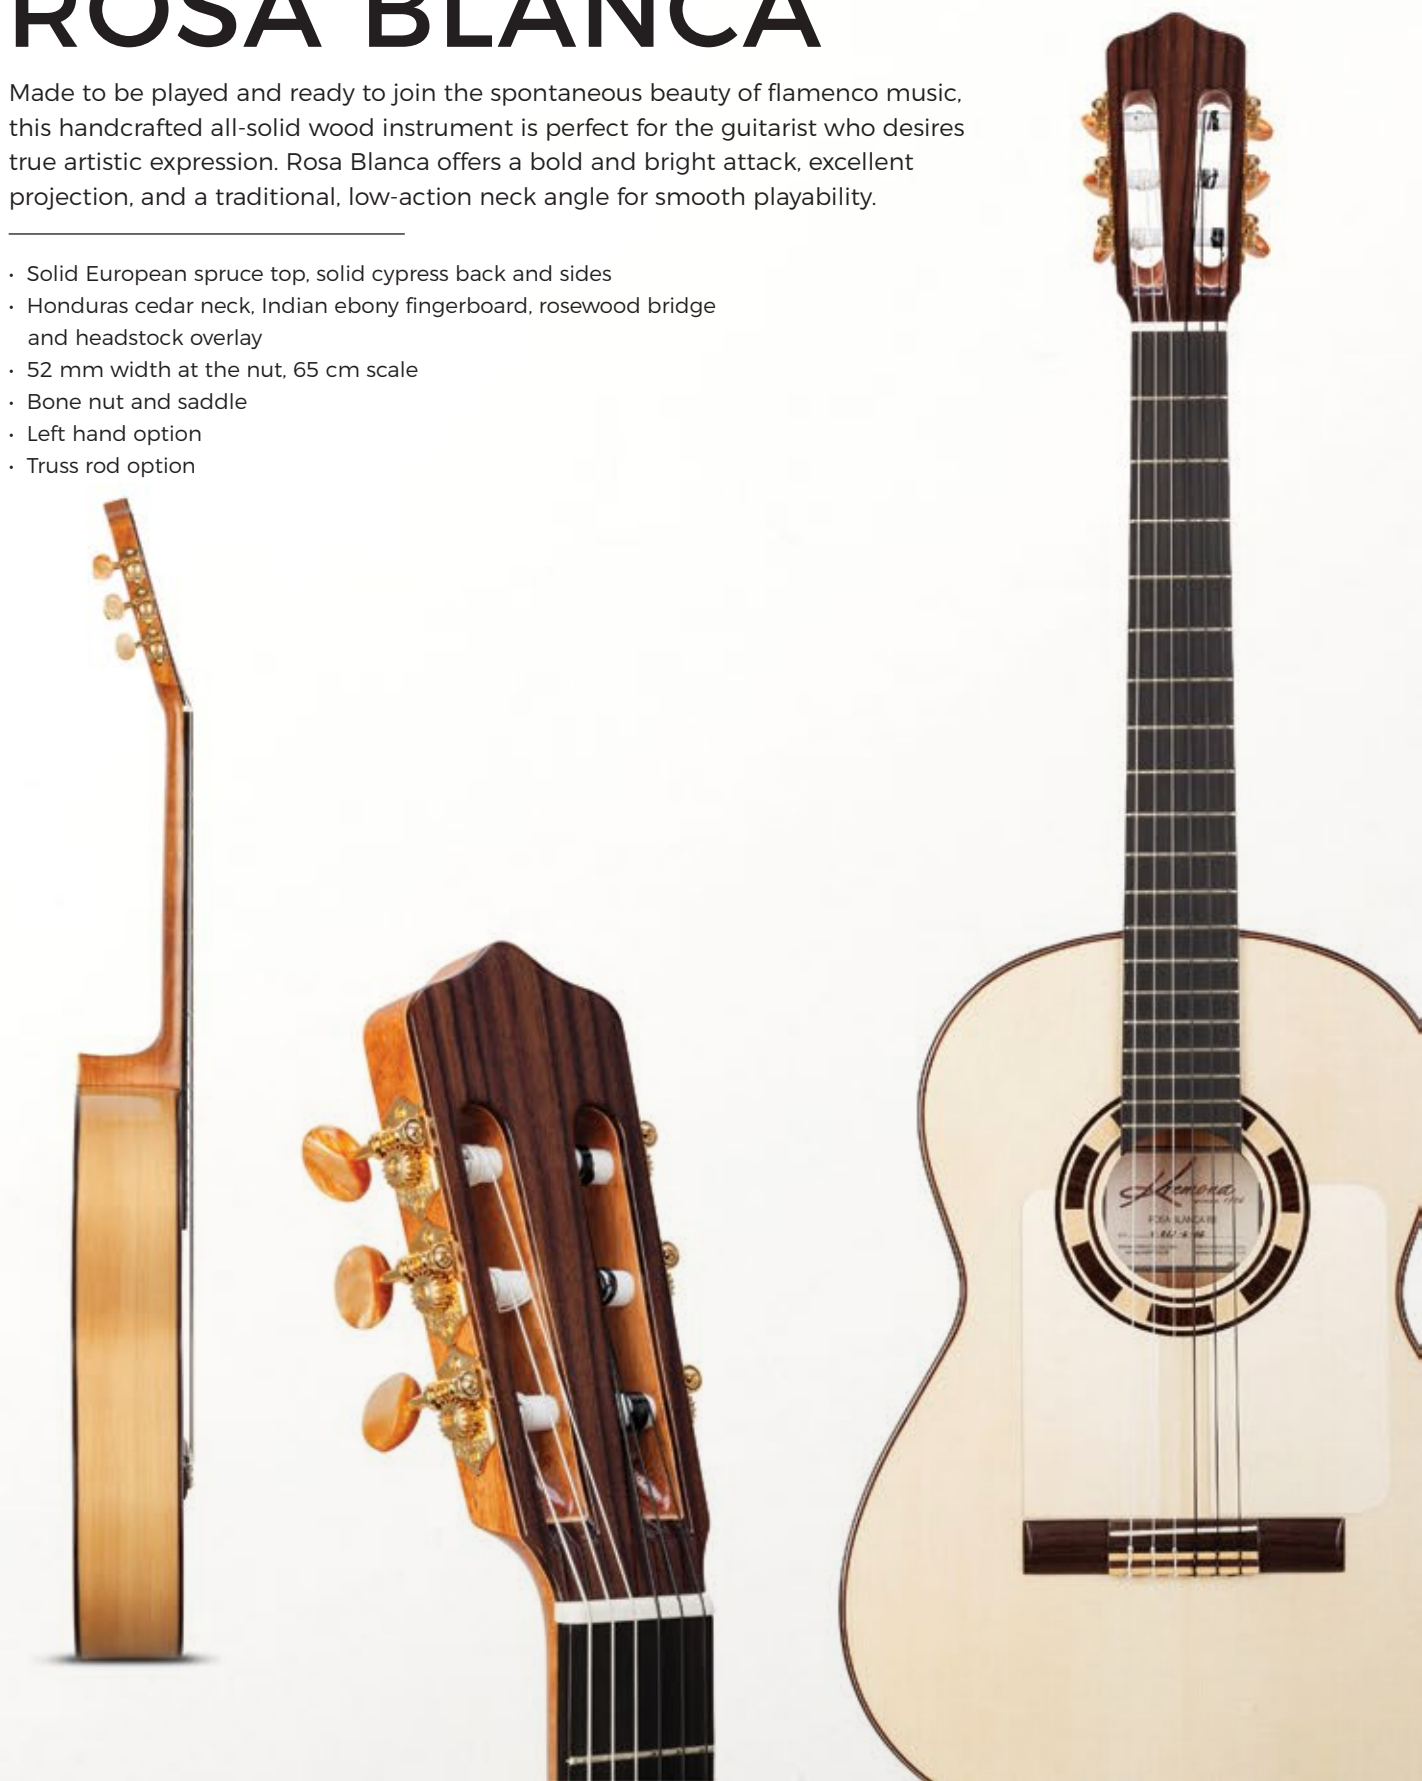 ROSA BLANCA
Made to be played and ready to join the spontaneous beauty of flamenco music,
this handcrafted all-solid wood instrument is perfect for the guitarist who desires
true artistic expression. Rosa Blanca offers a bold and bright attack, excellent
projection, and a traditional, low-action neck angle for smooth playability.
· Solid European spruce top, solid cypress back and sides
· Honduras cedar neck, Indian ebony fingerboard, rosewood bridge
and headstock overlay
· 52 mm width at the nut, 65 cm scale
· Bone nut and saddle
· Left hand option
· Truss rod option
Kremona
ROSA BLANCA